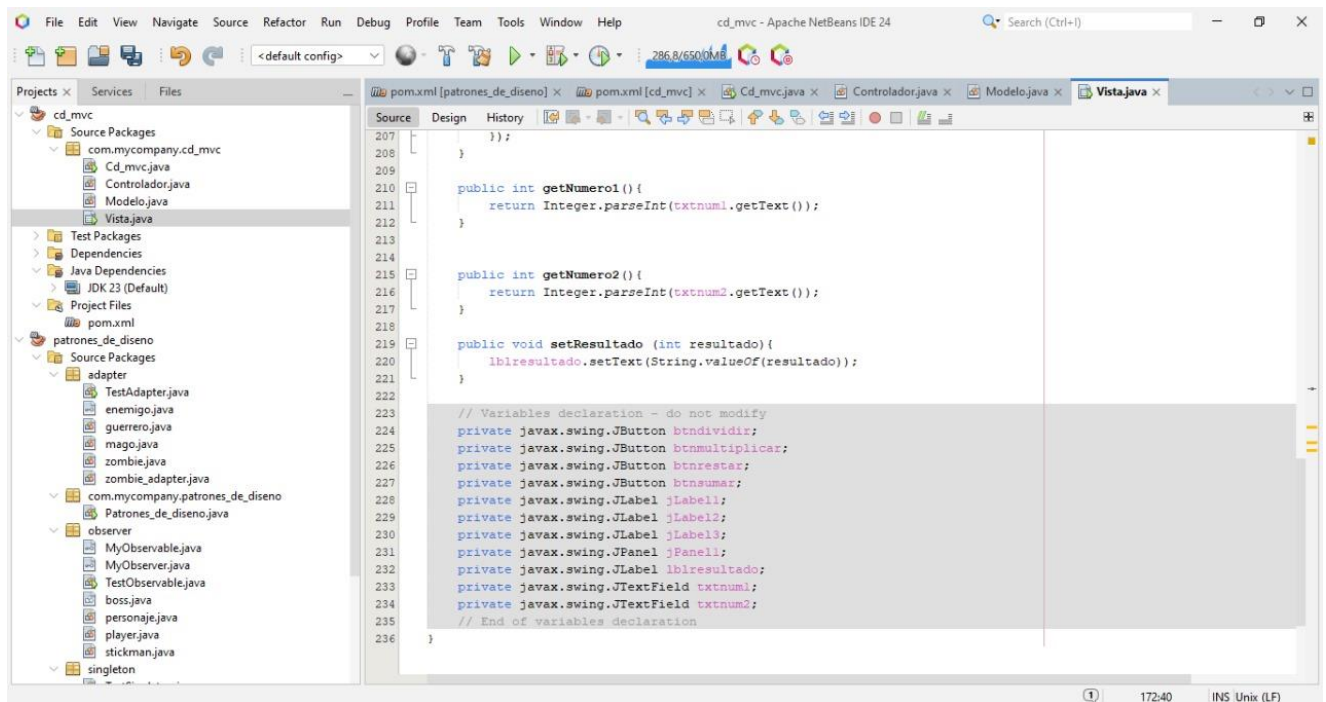 File Edit View Navigate Source Refactor Run Debug Profile Team Tools Window Help cd_mvc - Apache NetBeans IDE 24 Search (Ctrl+I)
<default config> 286,8/650,0MB
Projects Services Files
cd_mvc
Source Packages
com.mycompany.cd_mvc
Cd_mvc.java
Controlador.java
Modelo.java
Vista.java
Test Packages
Dependencies
Java Dependencies
JDK 23 (Default)
Project Files
pom.xml
patrones_de_diseno
Source Packages
adapter
TestAdapter.java
enemigo.java
guerrero.java
mago.java
zombie.java
zombie_adapter.java
com.mycompany.patrones_de_diseno
Patrones_de_diseno.java
observer
MyObservable.java
MyObserver.java
TestObservable.java
boss.java
personaje.java
player.java
stickman.java
singleton
pom.xml [patrones_de_diseno] pom.xml [cd_mvc] Cd_mvc.java Controlador.java Modelo.java Vista.java
Source Design History
207 });
208 }
209
210 public int getNumero1(){
211 return Integer.parseInt(txtnum1.getText());
212 }
213
214
215 public int getNumero2(){
216 return Integer.parseInt(txtnum2.getText());
217 }
218
219 public void setResultado (int resultado){
220 lblresultado.setText(String.valueOf(resultado));
221 }
222
223 // Variables declaration - do not modify
224 private javax.swing.JButton btndividir;
225 private javax.swing.JButton btnmultiplicar;
226 private javax.swing.JButton btnrestar;
227 private javax.swing.JButton btnsumar;
228 private javax.swing.JLabel jLabel1;
229 private javax.swing.JLabel jLabel2;
230 private javax.swing.JLabel jLabel3;
231 private javax.swing.JPanel jPanel1;
232 private javax.swing.JLabel lblresultado;
233 private javax.swing.JTextField txtnum1;
234 private javax.swing.JTextField txtnum2;
235 // End of variables declaration
236 }
1 172:40 INS Unix (LF)